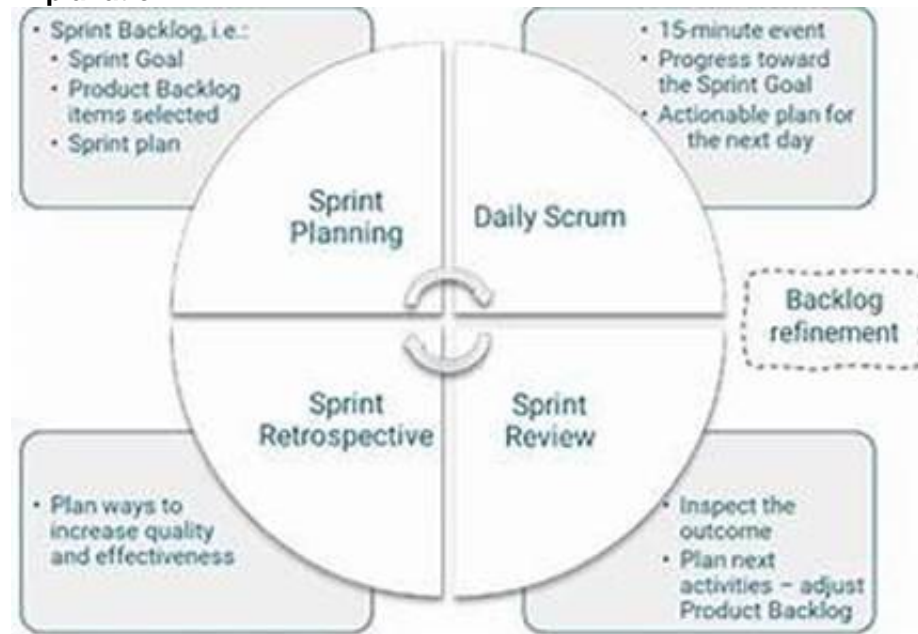 • Sprint Backlog, i.e.:
• Sprint Goal
• Product Backlog
items selected
• Sprint plan
• 15-minute event
• Progress toward
the Sprint Goal
• Actionable plan for
the next day
Sprint
Planning
Daily Scrum
Backlog
refinement
Sprint
Retrospective
Sprint
Review
• Plan ways to
increase quality
and effectiveness
• Inspect the
outcome
• Plan next
activities – adjust
Product Backlog